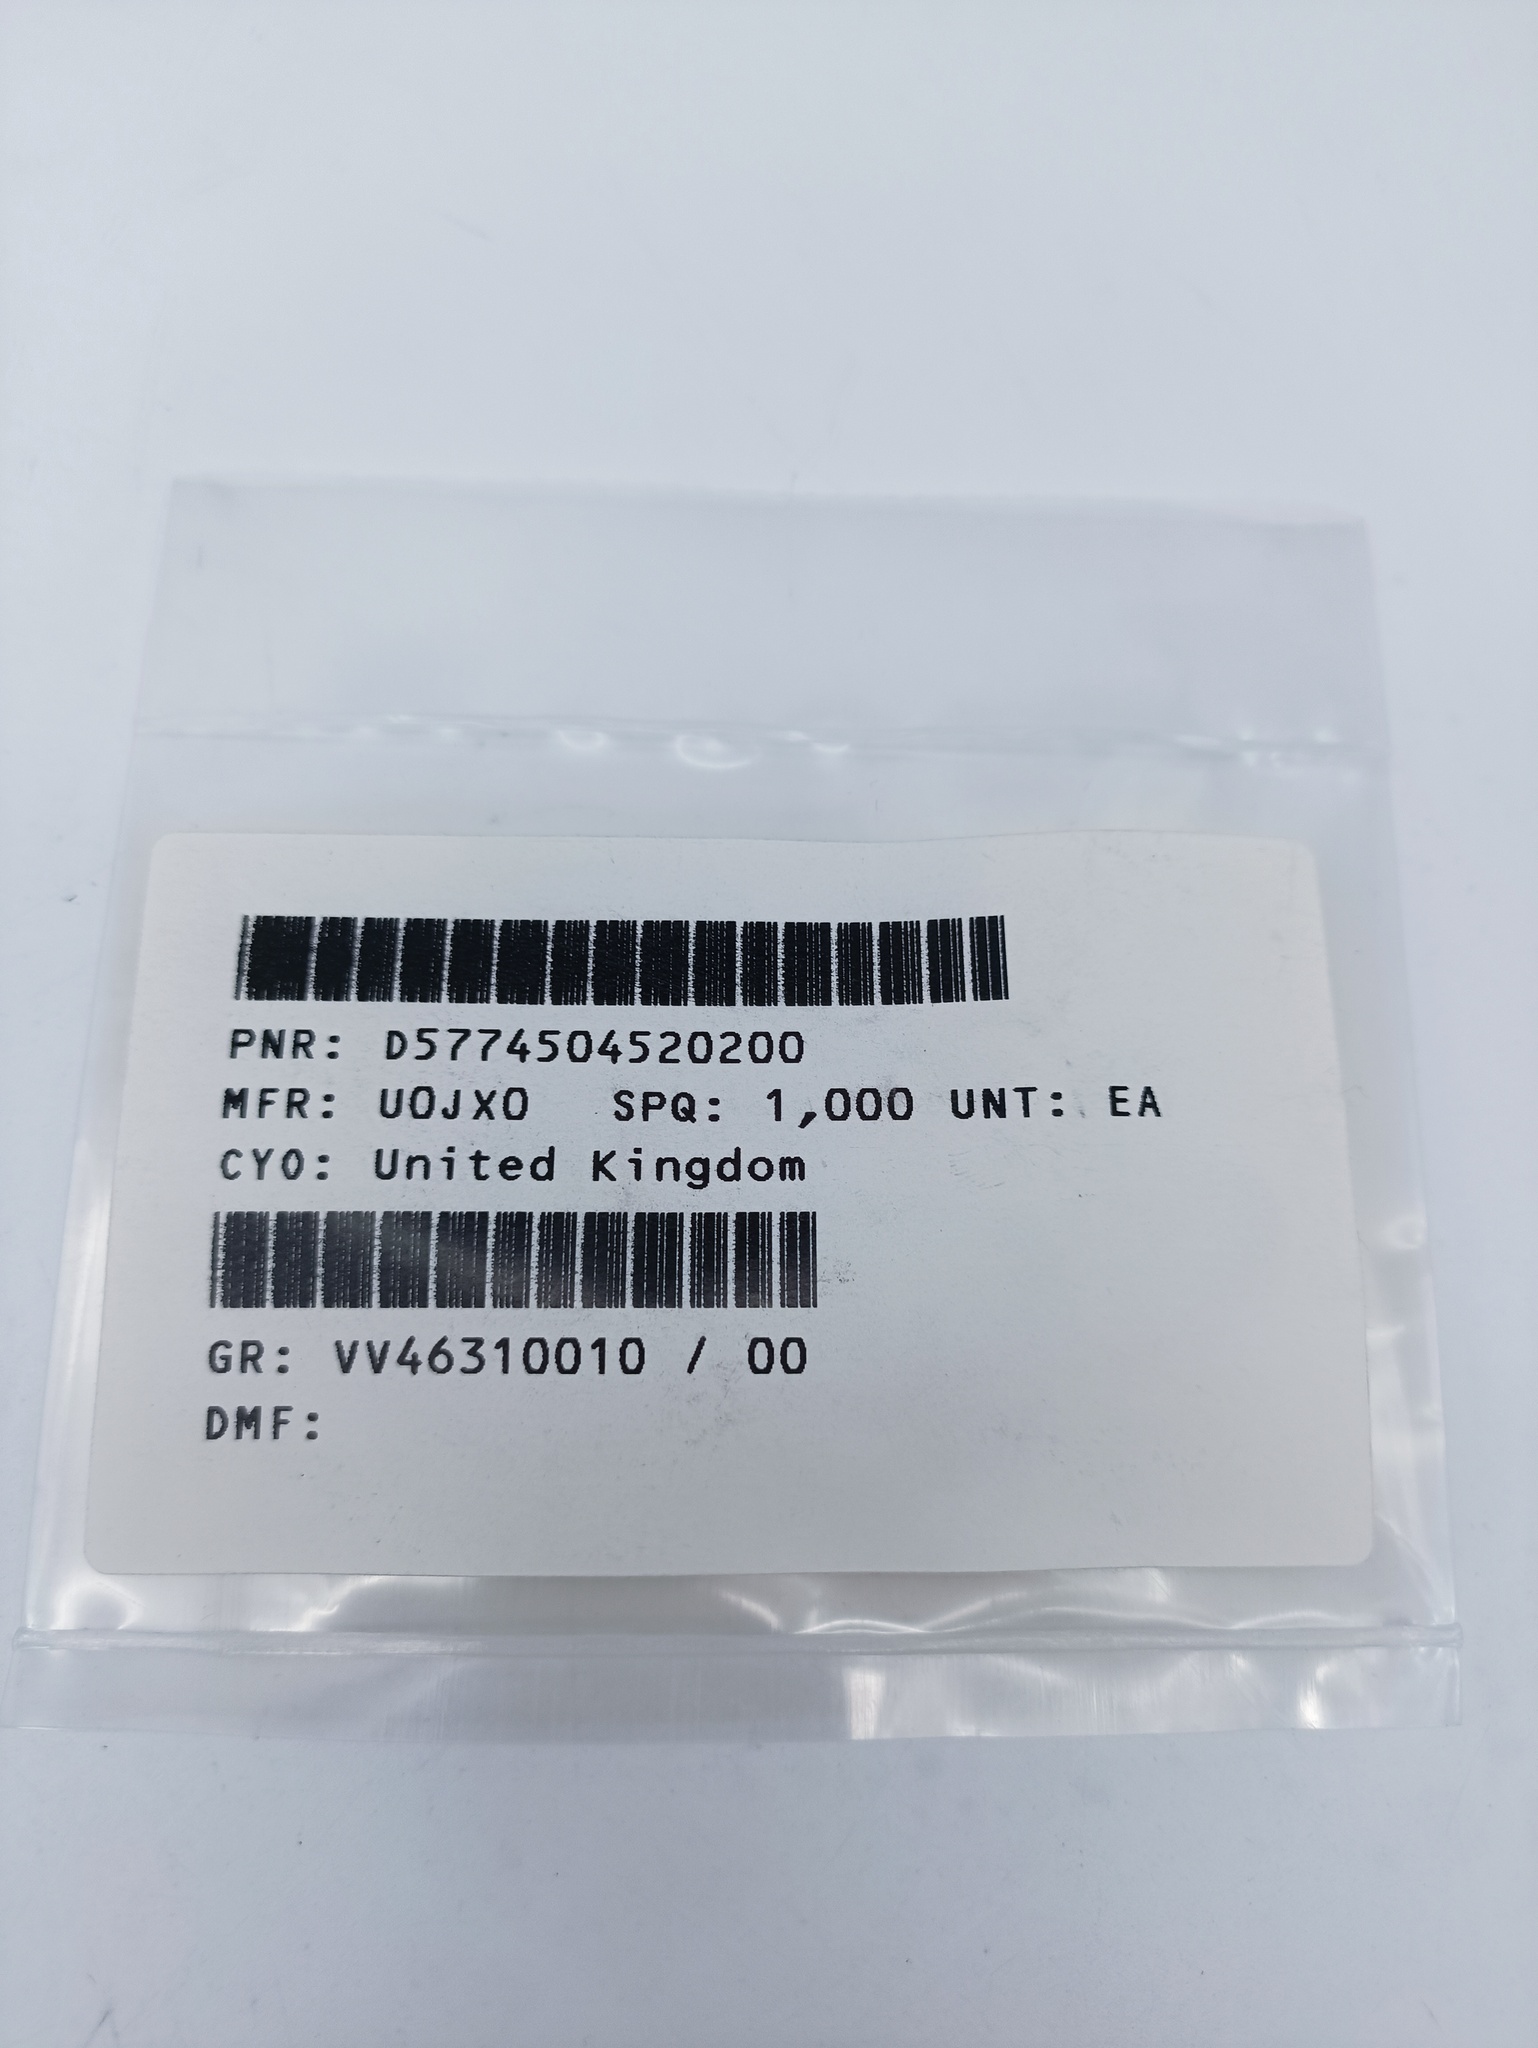 PNR: D5774504520200
MFR: U0JX0 SPQ: 1,000 UNT: EA
CYO: United Kingdom
GR: VV46310010 / 00
DMF: